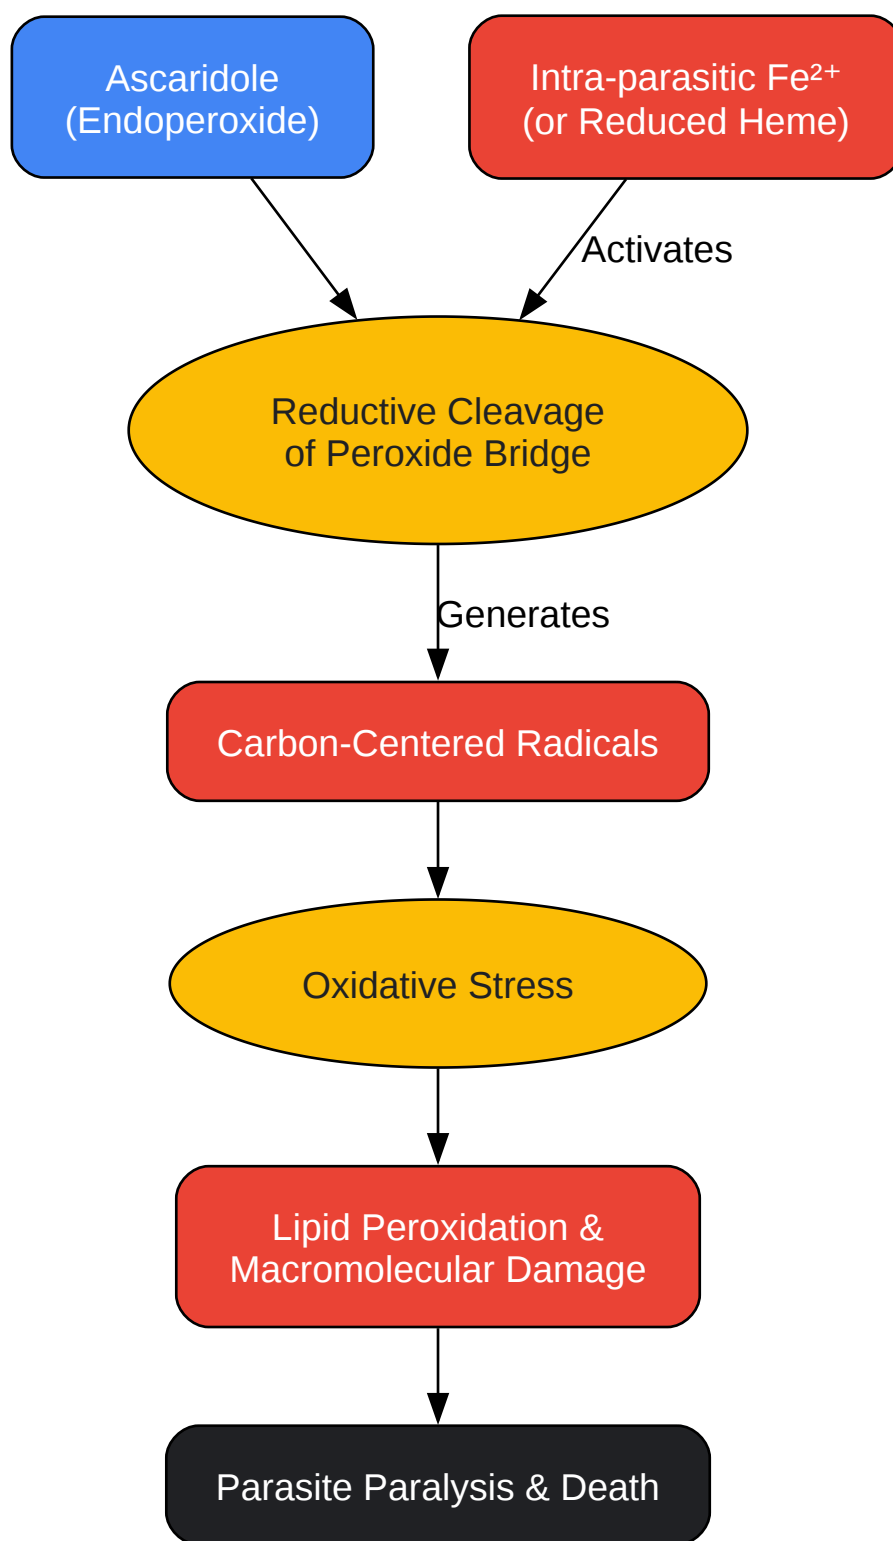 Ascaridole
(Endoperoxide)
Intra-parasitic Fe²⁺
(or Reduced Heme)
Activates
Reductive Cleavage
of Peroxide Bridge
Generates
Carbon-Centered Radicals
Oxidative Stress
Lipid Peroxidation &
Macromolecular Damage
Parasite Paralysis & Death